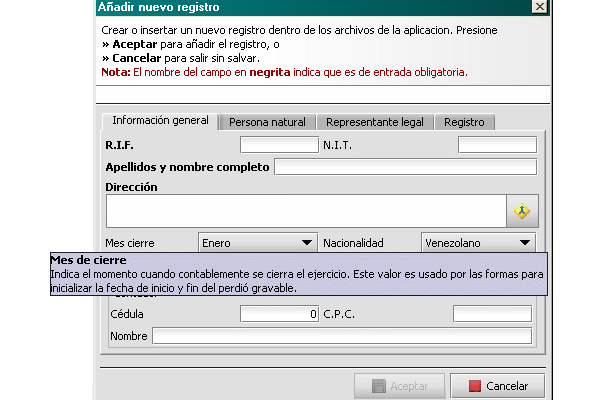 Añadir nuevo registro
Crear o insertar un nuevo registro dentro de los archivos de la aplicacion. Presione
» Aceptar para añadir el registro, o
» Cancelar para salir sin salvar.
Nota: El nombre del campo en negrita indica que es de entrada obligatoria.
Información general Persona natural Representante legal Registro
R.I.F. N.I.T.
Apellidos y nombre completo
Dirección
Mes cierre Enero Nacionalidad Venezolano
Mes de cierre
Indica el momento cuando contablemente se cierra el ejercicio. Este valor es usado por las formas para
inicializar la fecha de inicio y fin del perdió gravable.
Cédula 0 C.P.C.
Nombre
Aceptar Cancelar